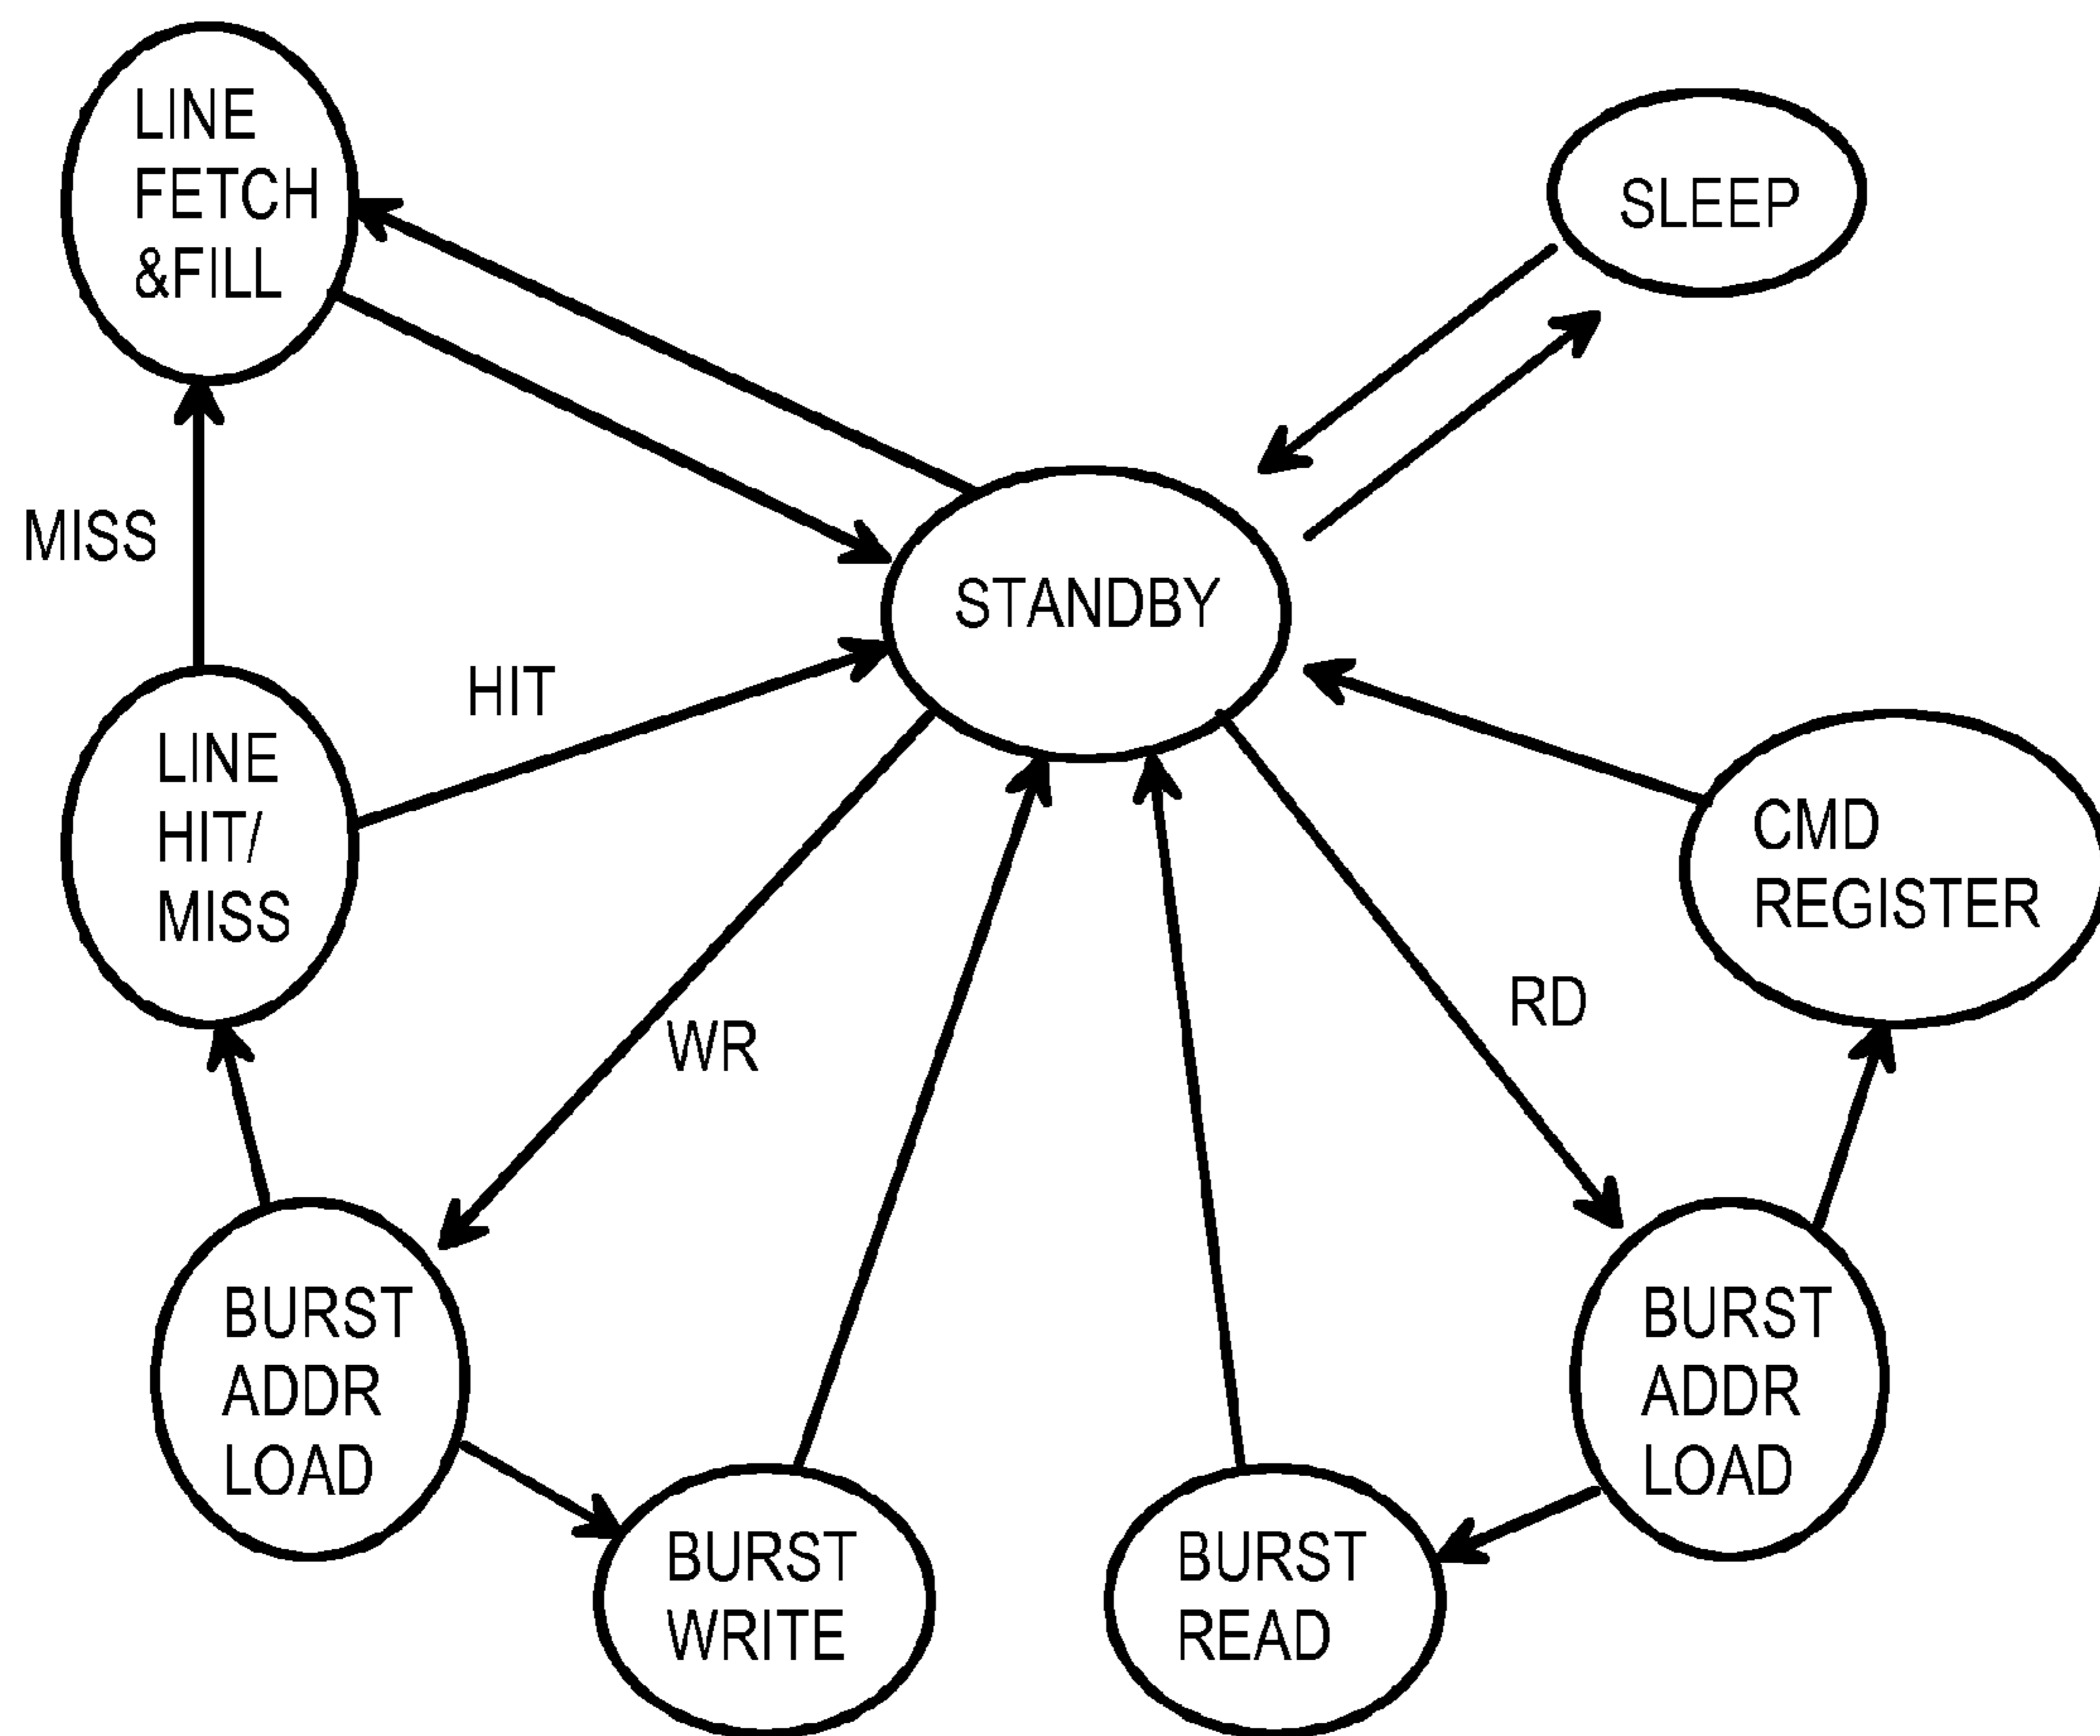 LINE
FETCH
&FILL
SLEEP
MISS
STANDBY
HIT
LINE
HIT/
MISS
CMD
REGISTER
WR
RD
BURST
ADDR
LOAD
BURST
ADDR
LOAD
BURST
WRITE
BURST
READ